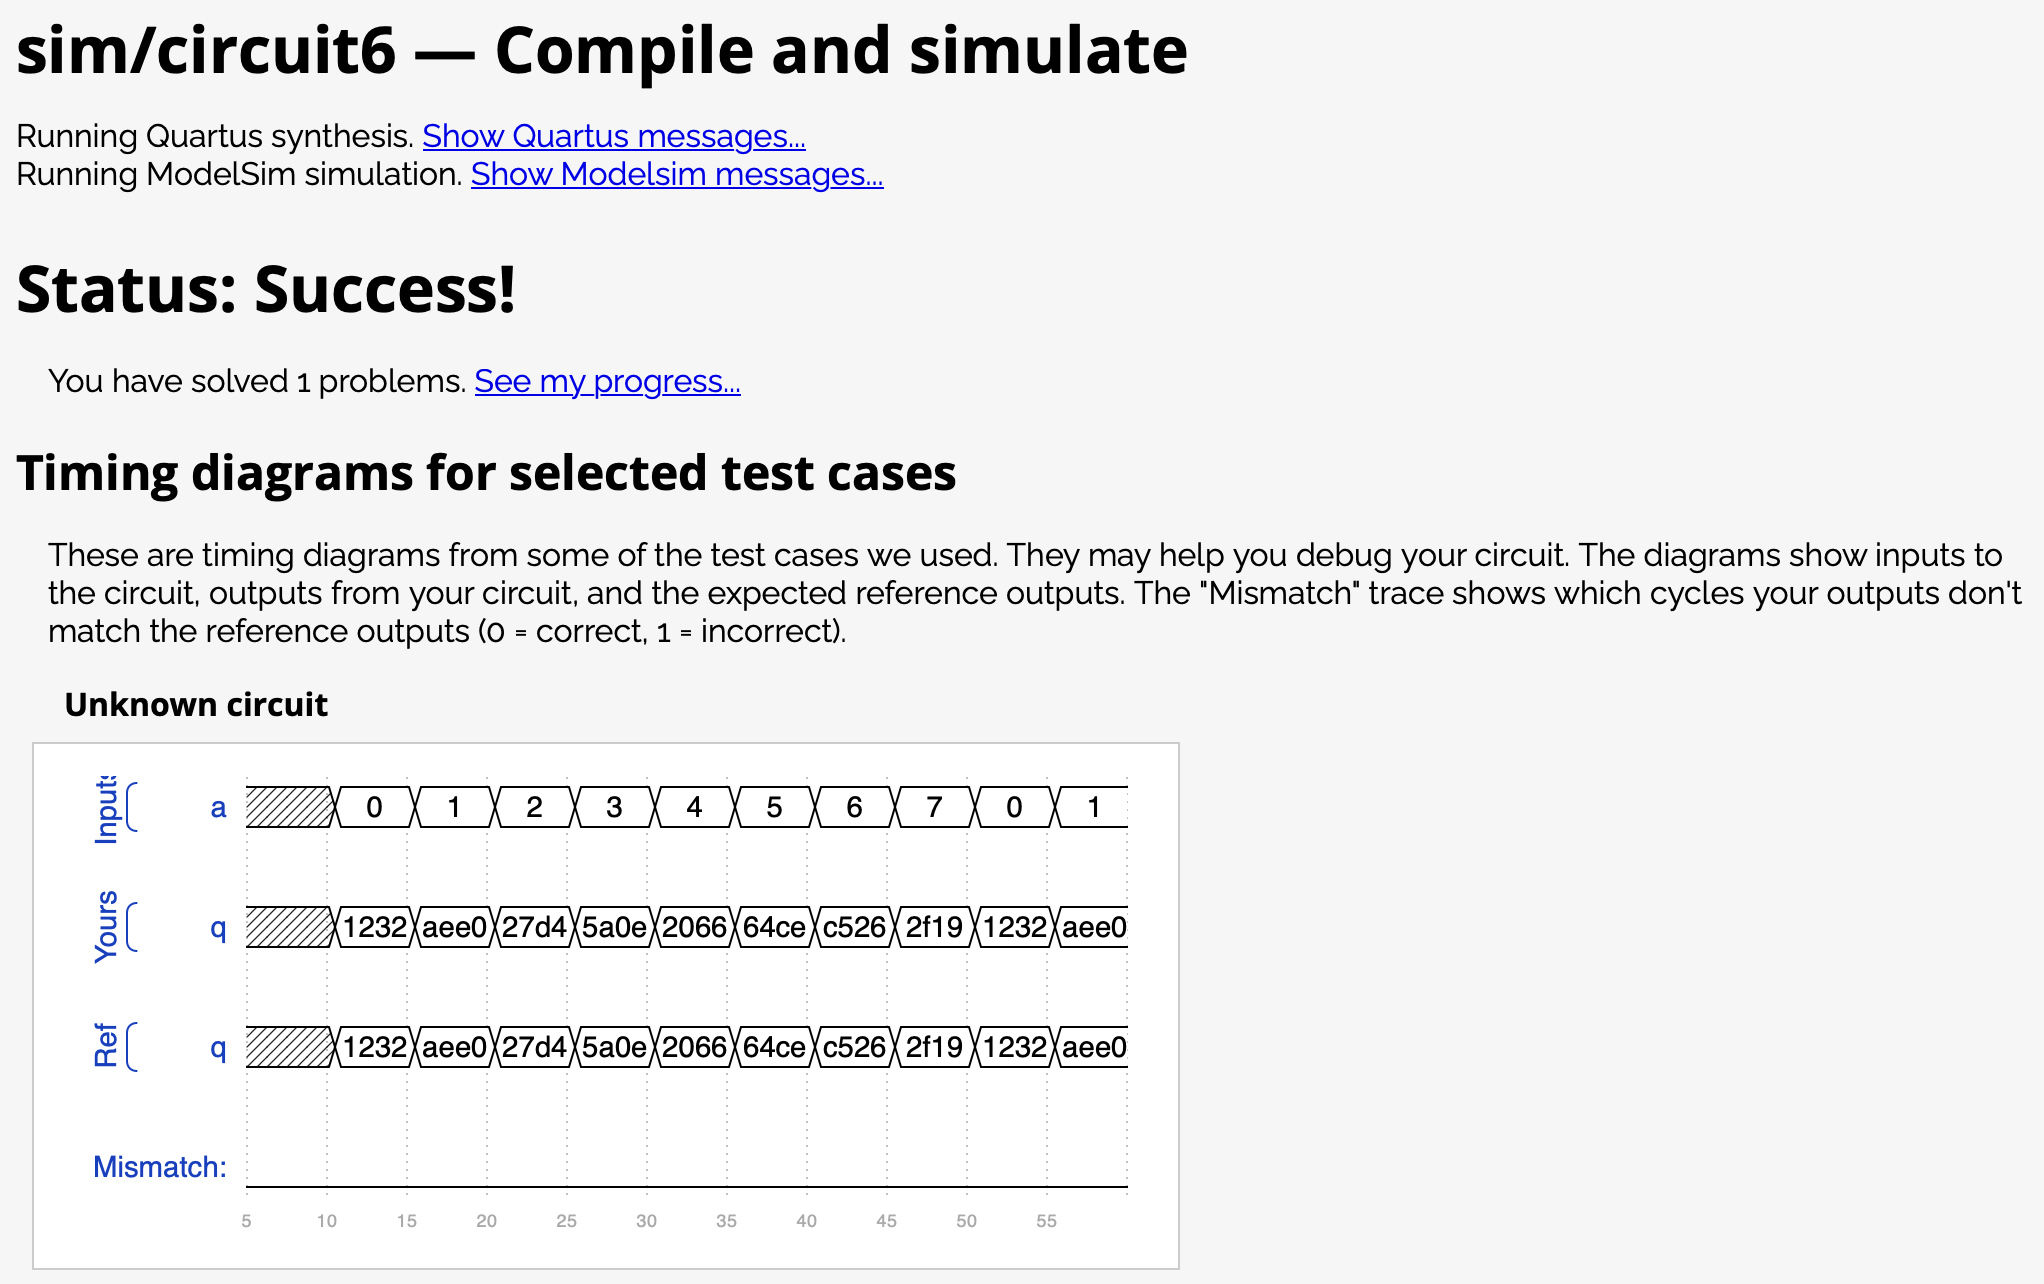 sim/circuit6 — Compile and simulate
Running Quartus synthesis. Show Quartus messages...
Running ModelSim simulation. Show Modelsim messages...
Status: Success!
You have solved 1 problems. See my progress...
Timing diagrams for selected test cases
These are timing diagrams from some of the test cases we used. They may help you debug your circuit. The diagrams show inputs to
the circuit, outputs from your circuit, and the expected reference outputs. The "Mismatch" trace shows which cycles your outputs don't
match the reference outputs (0 = correct, 1 = incorrect).
Unknown circuit
Inputs a 0 1 2 3 4 5 6 7 0 1
Yours q 1232 aee0 27d4 5a0e 2066 64ce c526 2f19 1232 aee0
Ref q 1232 aee0 27d4 5a0e 2066 64ce c526 2f19 1232 aee0
Mismatch:
5 10 15 20 25 30 35 40 45 50 55